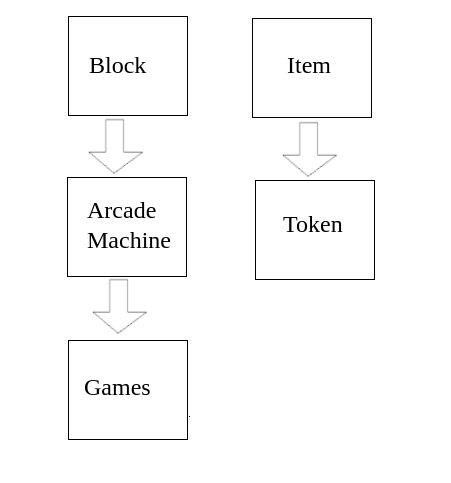 Block
Item
Arcade
Machine
Token
Games